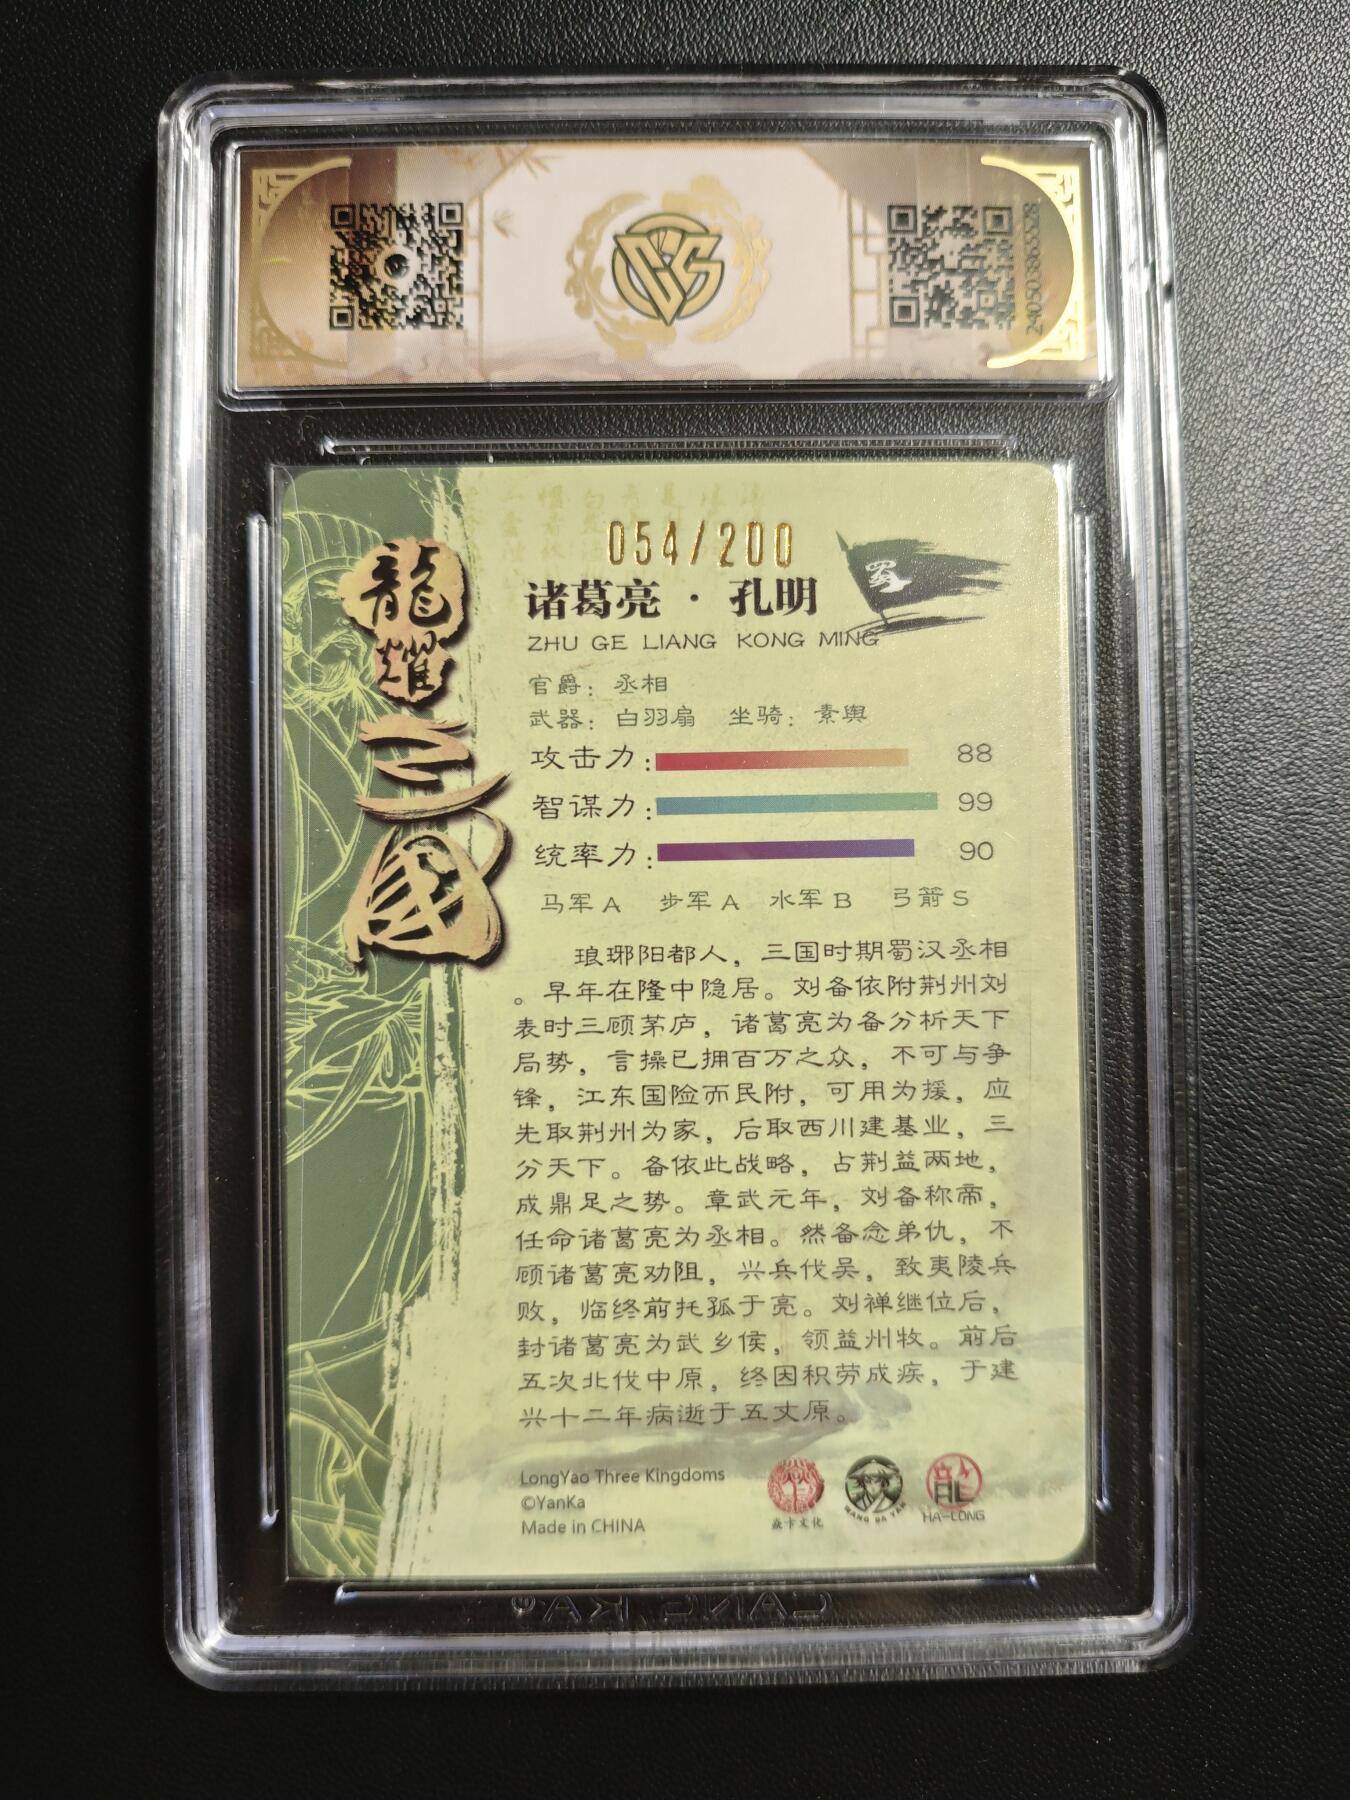 CCS
240503865528
054/200
龍耀三國
诸葛亮 · 孔明
蜀
ZHU GE LIANG KONG MING
官爵：丞相
武器：白羽扇 坐骑：素舆
攻击力： 88
智谋力： 99
统率力： 90
马军 A 步军 A 水军 B 弓箭 S
琅琊阳都人，三国时期蜀汉丞相
。早年在隆中隐居。刘备依附荆州刘
表时三顾茅庐，诸葛亮为备分析天下
局势，言操已拥百万之众，不可与争
锋，江东国险而民附，可用为援，应
先取荆州为家，后取西川建基业，三
分天下。备依此战略，占荆益两地，
成鼎足之势。章武元年，刘备称帝，
任命诸葛亮为丞相。然备念弟仇，不
顾诸葛亮劝阻，兴兵伐吴，致夷陵兵
败，临终前托孤于亮。刘禅继位后，
封诸葛亮为武乡侯，领益州牧。前后
五次北伐中原，终因积劳成疾，于建
兴十二年病逝于五丈原。
LongYao Three Kingdoms
©YanKa
Made in CHINA
焱卡文化
WANG DA YAN
HA-LONG